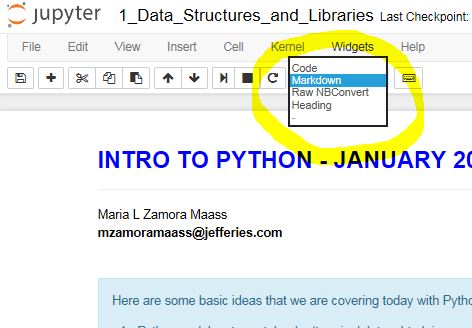 jupyter 1_Data_Structures_and_Libraries Last Checkpoint:
File Edit View Insert Cell Kernel Widgets Help
Code
Markdown
Raw NBConvert
Heading
-
INTRO TO PYTHON - JANUARY 20
Maria L Zamora Maass
mzamoramaass@jefferies.com
Here are some basic ideas that we are covering today with Pytho